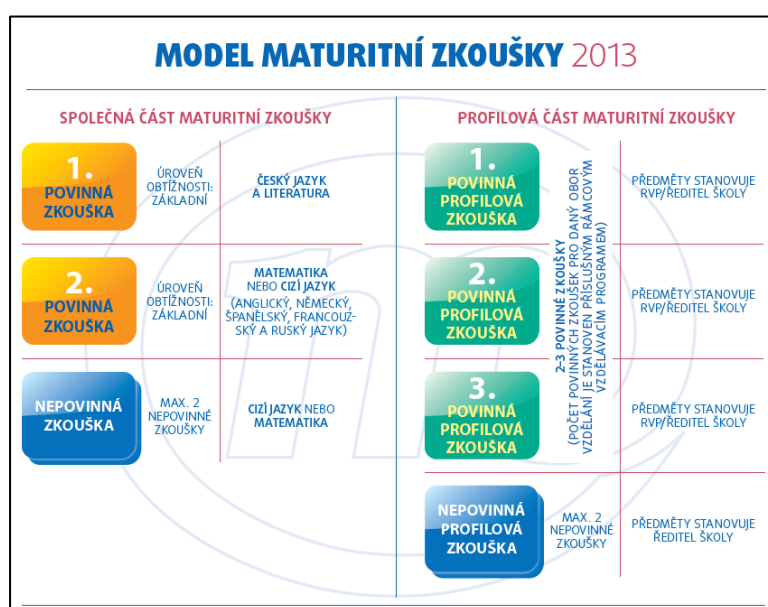 MODEL MATURITNÍ ZKOUŠKY 2013
SPOLEČNÁ ČÁST MATURITNÍ ZKOUŠKY
1.
POVINNÁ
ZKOUŠKA
ÚROVEŇ
OBTÍŽNOSTI:
ZÁKLADNÍ
ČESKÝ JAZYK
A LITERATURA
2.
POVINNÁ
ZKOUŠKA
ÚROVEŇ
OBTÍŽNOSTI:
ZÁKLADNÍ
MATEMATIKA
NEBO CIZÍ JAZYK
(ANGLICKÝ, NĚMECKÝ,
ŠPANĚLSKÝ, FRANCOUZ-
SKÝ A RUSKÝ JAZYK)
NEPOVINNÁ
ZKOUŠKA
MAX. 2
NEPOVINNÉ
ZKOUŠKY
CIZÍ JAZYK NEBO
MATEMATIKA
PROFILOVÁ ČÁST MATURITNÍ ZKOUŠKY
1.
POVINNÁ
PROFILOVÁ
ZKOUŠKA
PŘEDMĚTY STANOVUJE
RVP/ŘEDITEL ŠKOLY
2.
POVINNÁ
PROFILOVÁ
ZKOUŠKA
PŘEDMĚTY STANOVUJE
RVP/ŘEDITEL ŠKOLY
3.
POVINNÁ
PROFILOVÁ
ZKOUŠKA
PŘEDMĚTY STANOVUJE
RVP/ŘEDITEL ŠKOLY
2–3 POVINNÉ ZKOUŠKY
(POČET POVINNÝCH ZKOUŠEK PRO DANÝ OBOR
VZDĚLÁNÍ JE STANOVEN PŘÍSLUŠNÝM RÁMCOVÝM
VZDĚLÁVACÍM PROGRAMEM)
NEPOVINNÁ
PROFILOVÁ
ZKOUŠKA
MAX. 2
NEPOVINNÉ
ZKOUŠKY
PŘEDMĚTY STANOVUJE
ŘEDITEL ŠKOLY